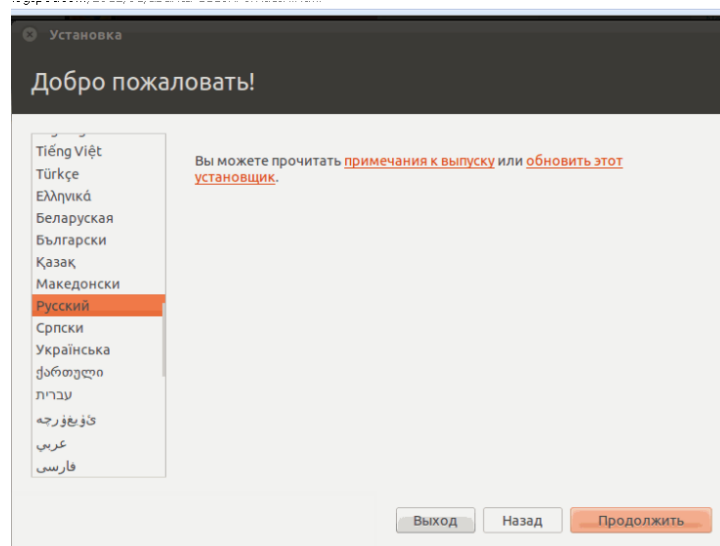 Установка
Добро пожаловать!
Tiếng Việt
Türkçe
Ελληνικά
Беларуская
Български
Қазақ
Македонски
Русский
Српски
Українська
ქართული
עברית
ئۇيغۇرچە
عربي
فارسی
Вы можете прочитать примечания к выпуску или обновить этот
установщик.
Выход
Назад
Продолжить